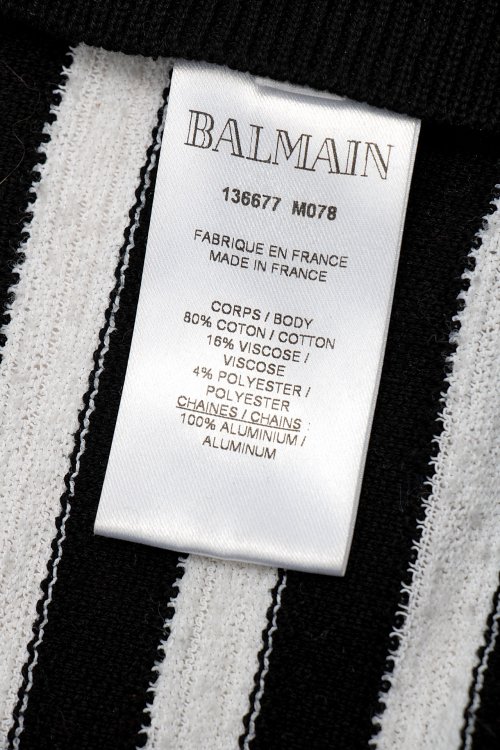 BALMAIN
136677 M078
FABRIQUE EN FRANCE
MADE IN FRANCE
CORPS / BODY
80% COTON / COTTON
16% VISCOSE /
VISCOSE
4% POLYESTER /
POLYESTER
CHAINES / CHAINS :
100% ALUMINIUM /
ALUMINUM